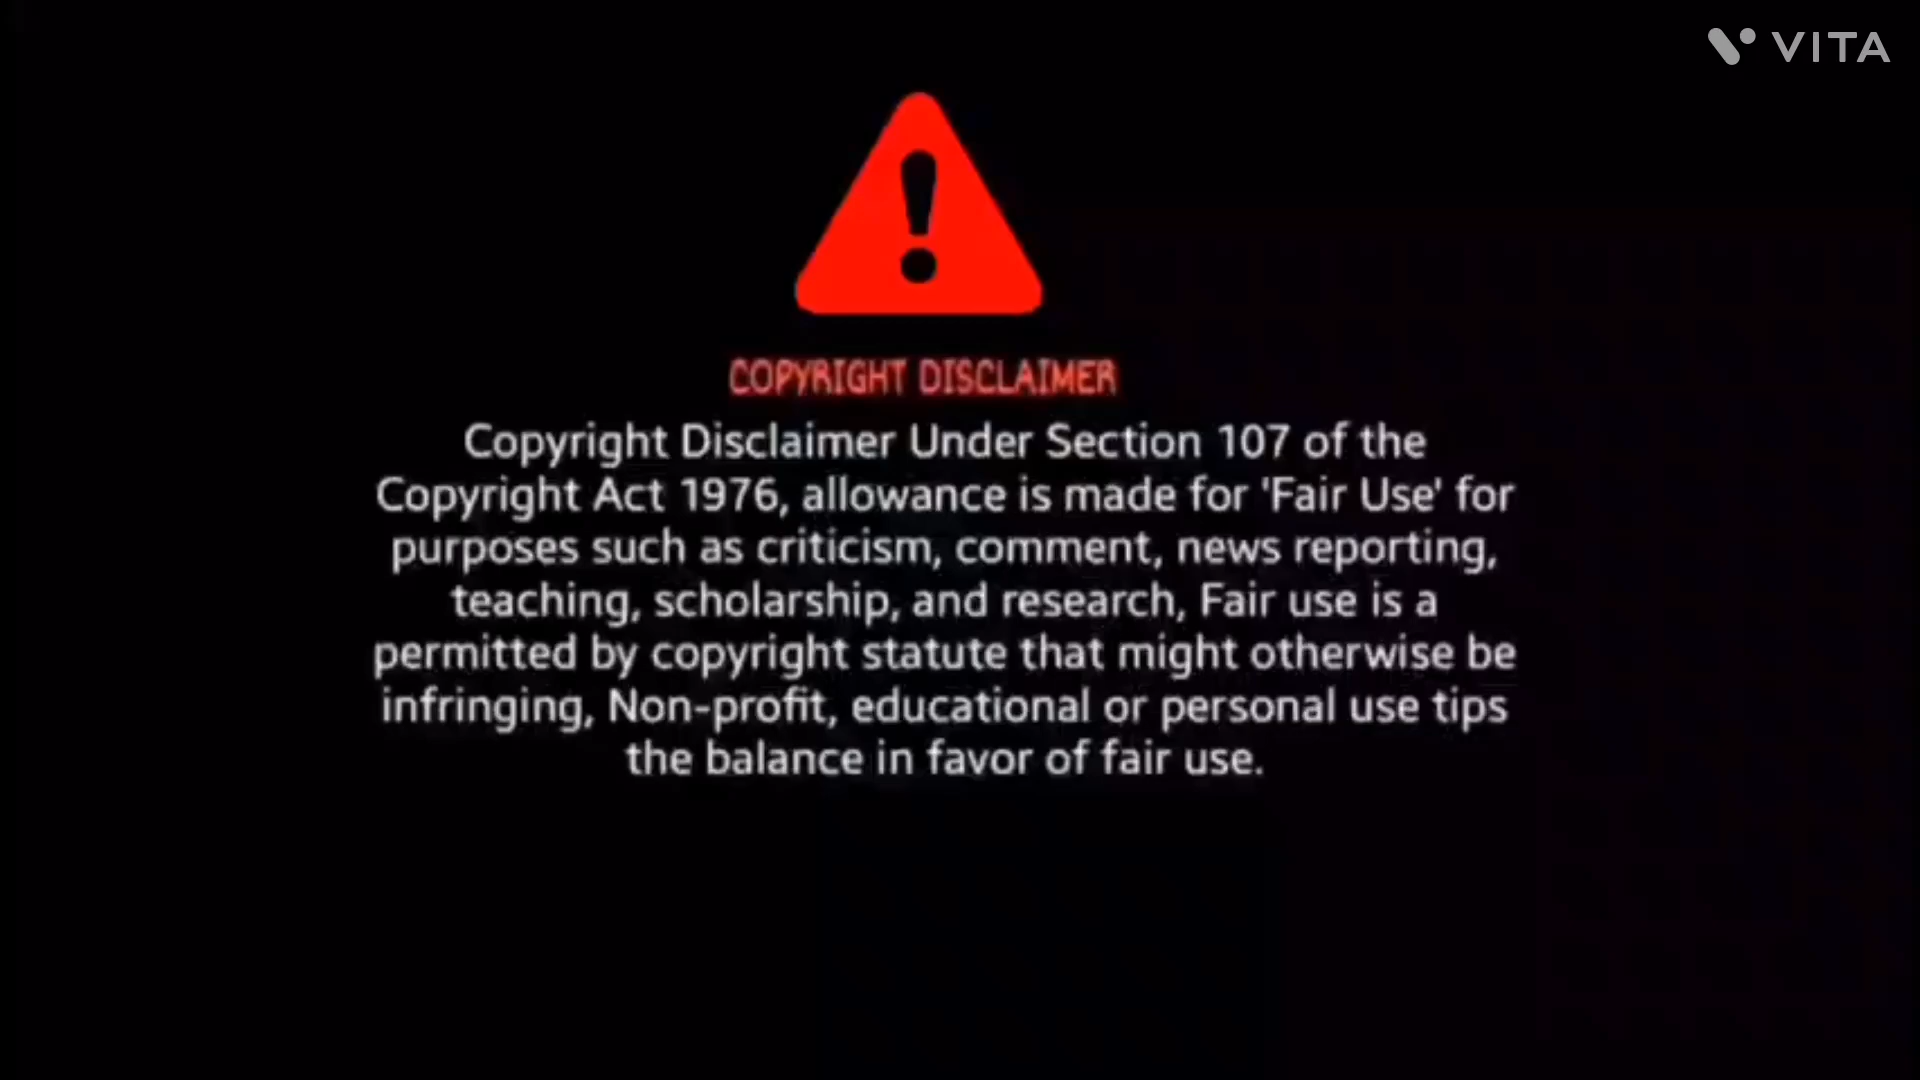 VITA
COPYRIGHT DISCLAIMER
Copyright Disclaimer Under Section 107 of the
Copyright Act 1976, allowance is made for 'Fair Use' for
purposes such as criticism, comment, news reporting,
teaching, scholarship, and research, Fair use is a
permitted by copyright statute that might otherwise be
infringing, Non-profit, educational or personal use tips
the balance in favor of fair use.